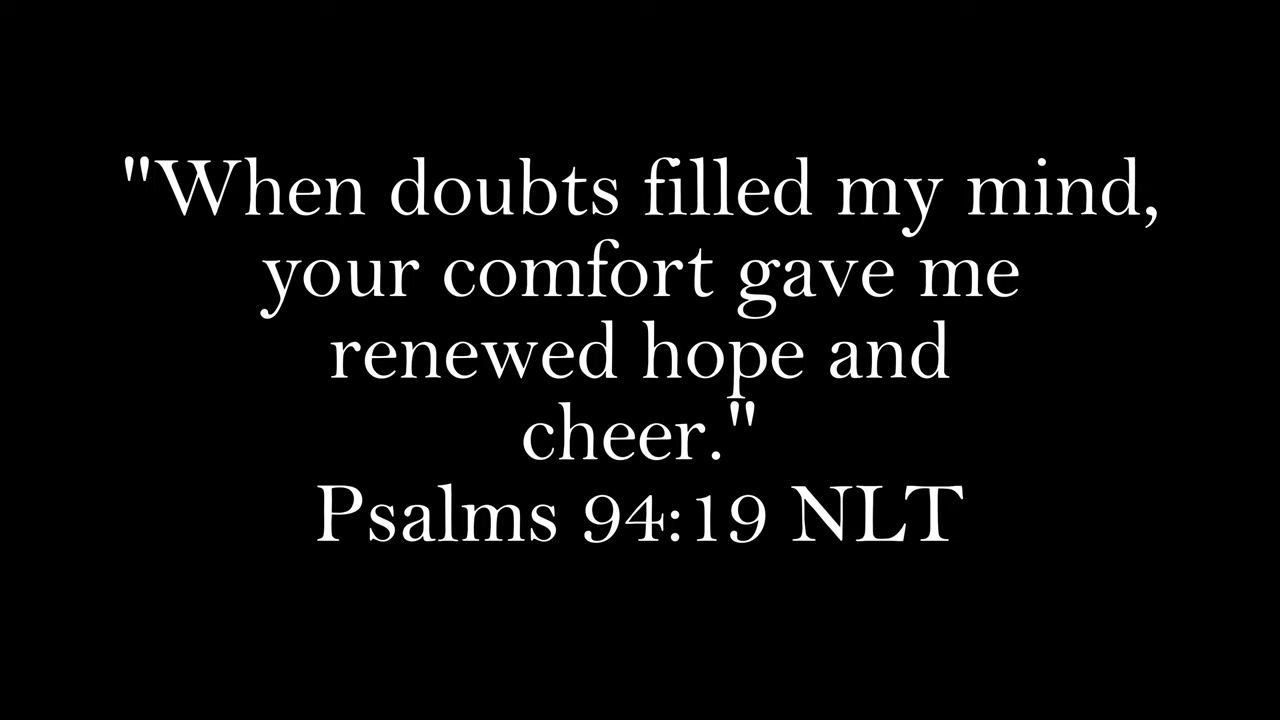 "When doubts filled my mind,
your comfort gave me
renewed hope and
cheer."
Psalms 94:19 NLT